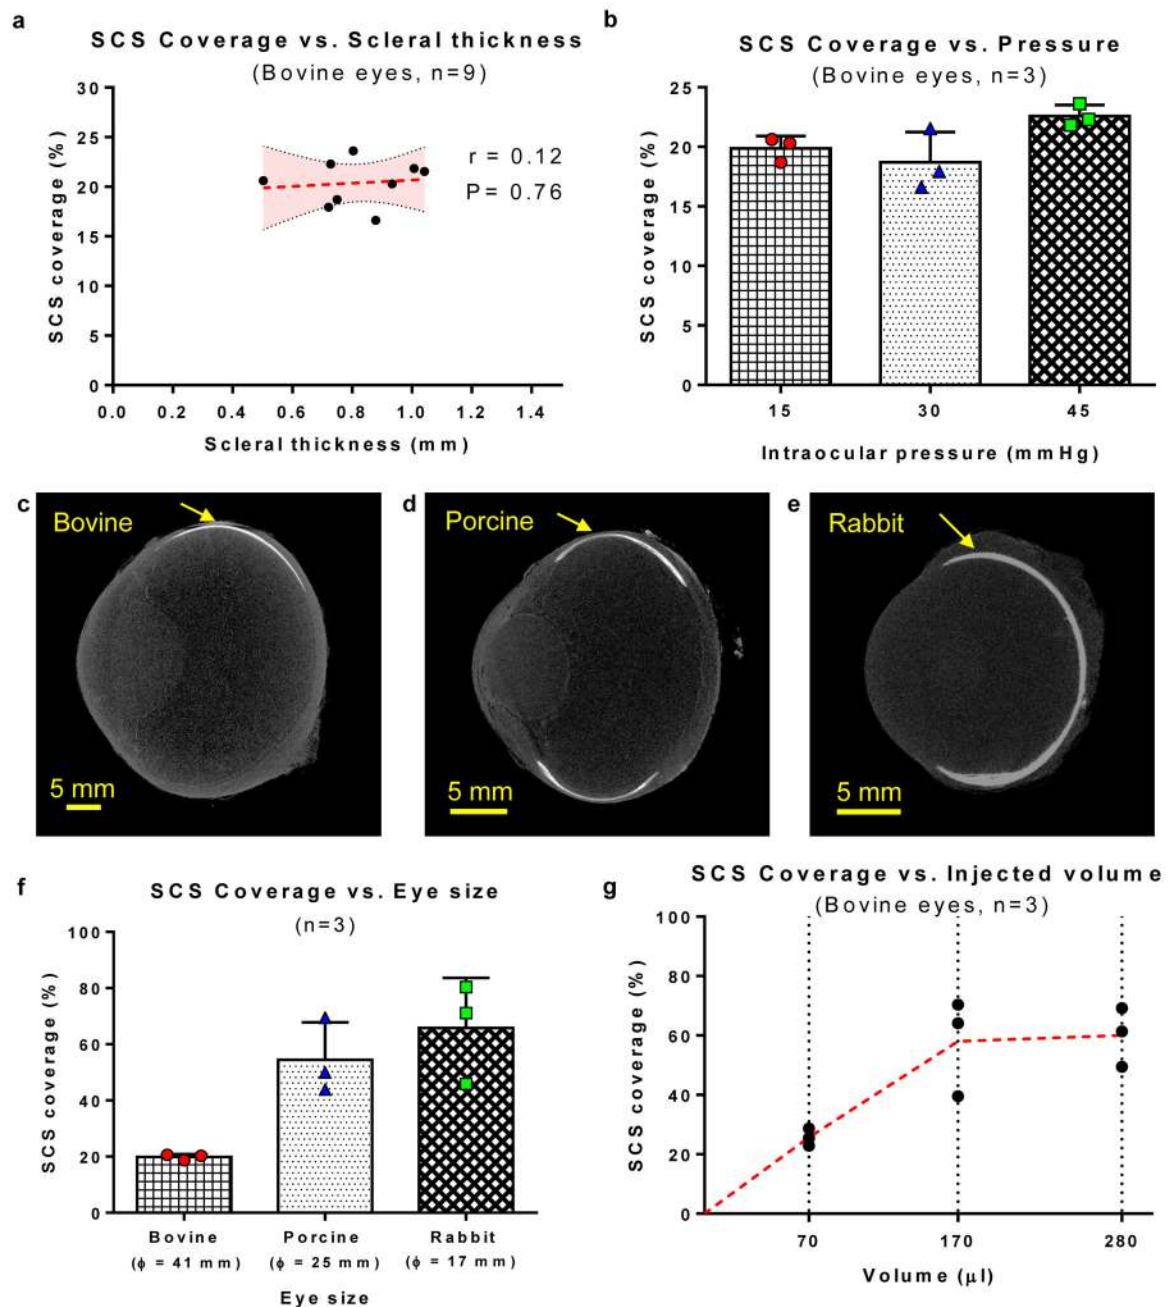 a
SCS Coverage vs. Scleral thickness
(Bovine eyes, n=9)
30
25
20
15
10
5
0
SCS coverage (%)
r = 0.12
P = 0.76
0.0 0.2 0.4 0.6 0.8 1.0 1.2 1.4
Scleral thickness (mm)
b
SCS Coverage vs. Pressure
(Bovine eyes, n=3)
25
20
15
10
5
0
SCS coverage (%)
15 30 45
Intraocular pressure (mmHg)
c
Bovine
5 mm
d
Porcine
5 mm
e
Rabbit
5 mm
f
SCS Coverage vs. Eye size
(n=3)
100
80
60
40
20
0
SCS coverage (%)
Bovine Porcine Rabbit
(ϕ = 41 mm) (ϕ = 25 mm) (ϕ = 17 mm)
Eye size
g
SCS Coverage vs. Injected volume
(Bovine eyes, n=3)
100
80
60
40
20
0
SCS coverage (%)
70 170 280
Volume (μl)